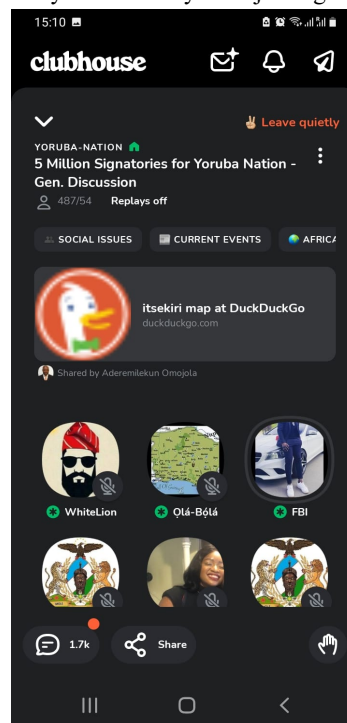 15:10
clubhouse
Leave quietly
YORUBA-NATION
5 Million Signatories for Yoruba Nation -
Gen. Discussion
487/54 Replays off
SOCIAL ISSUES CURRENT EVENTS AFRICA
itsekiri map at DuckDuckGo
duckduckgo.com
Shared by Aderemilekun Omojola
WhiteLion Ọlá-Bọ́lá FBI
1.7k Share